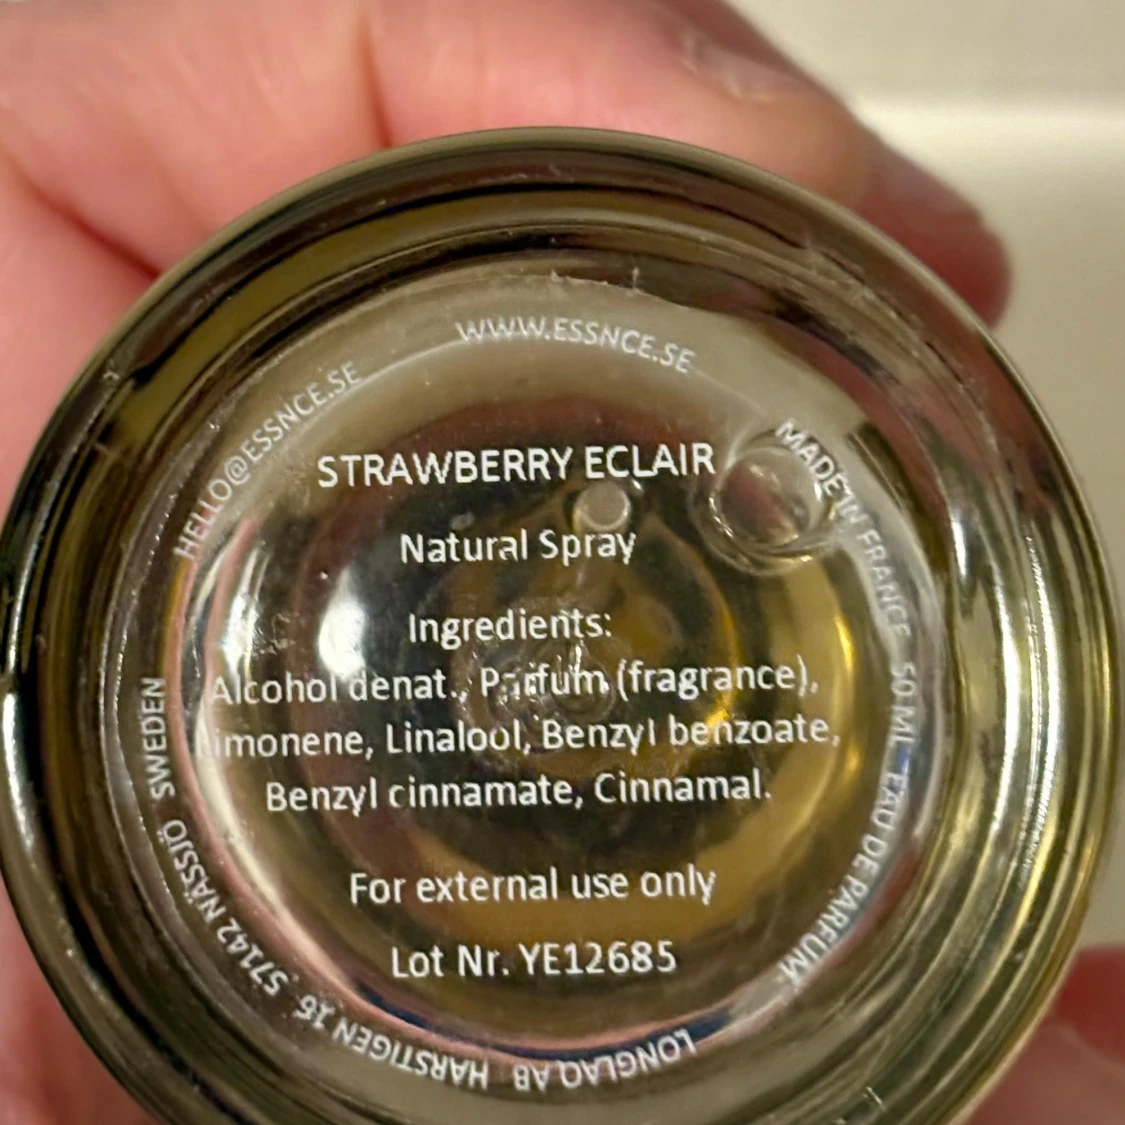 WWW.ESSNCE.SE
HELLO@ESSNCE.SE
MADE IN FRANCE 50 ML EAU DE PARFUM
STRAWBERRY ECLAIR
Natural Spray
Ingredients:
Alcohol denat., Parfum (fragrance),
Limonene, Linalool, Benzyl benzoate,
Benzyl cinnamate, Cinnamal.
For external use only
Lot Nr. YE12685
LONGLAQ AB HARSTIGEN 16 57142 NÄSSJÖ SWEDEN